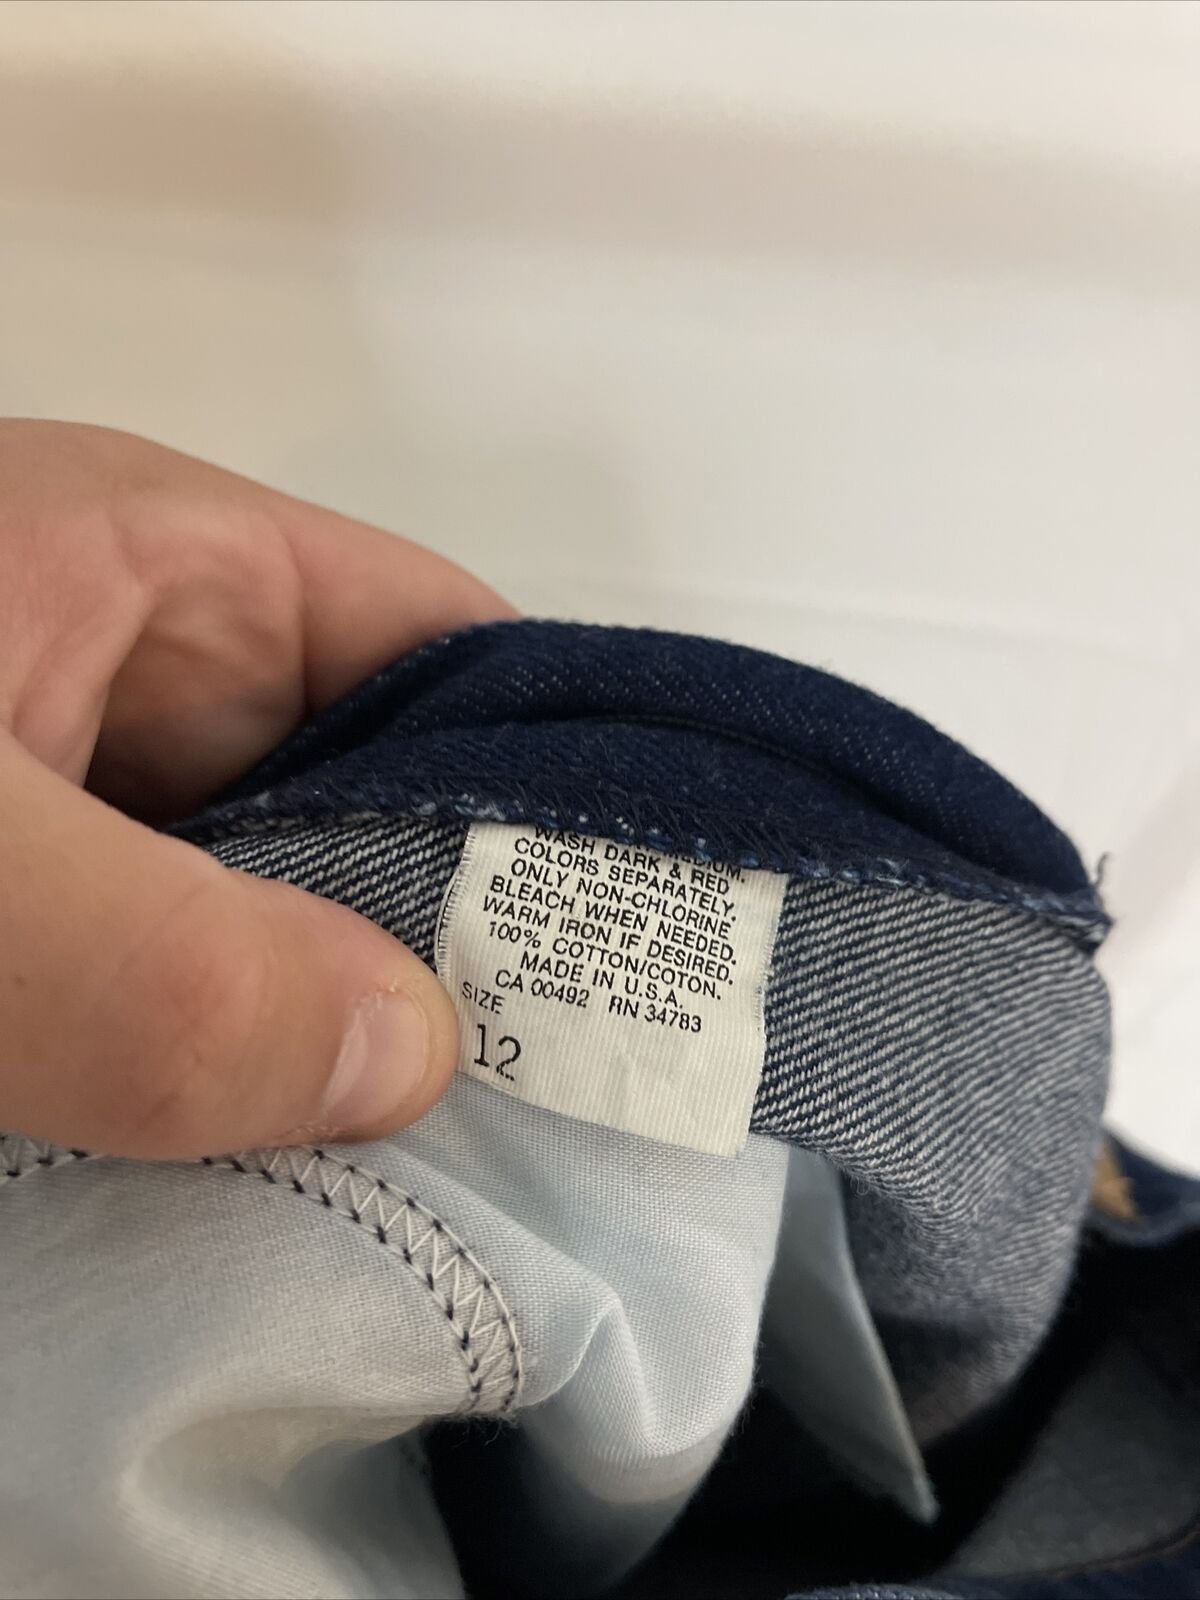 WASH DARK
COLORS SEPARATELY. & RED
ONLY NON-CHLORINE
BLEACH WHEN NEEDED.
WARM IRON IF DESIRED.
100% COTTON/COTON.
MADE IN U.S.A.
CA 00492 RN 34783
SIZE
12